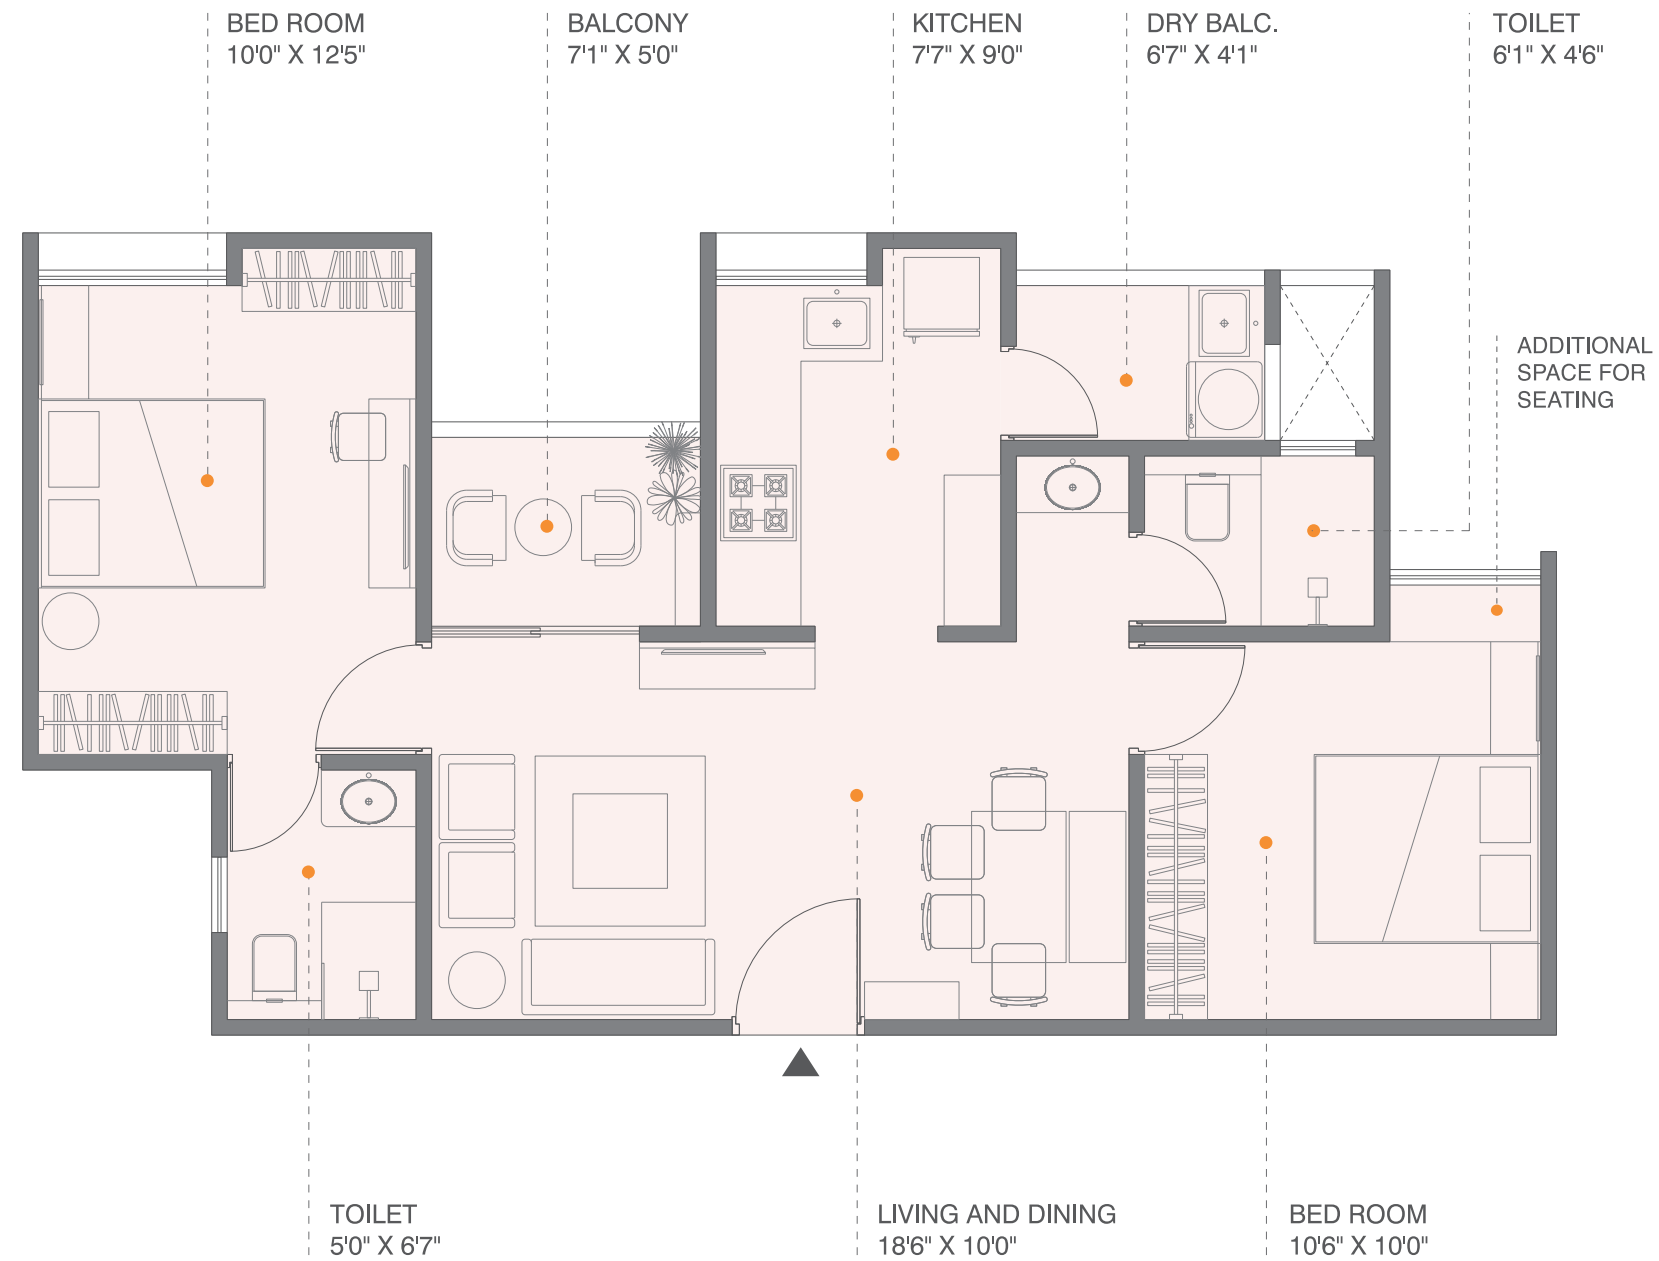 BED ROOM
10'0" X 12'5"
BALCONY
7'1" X 5'0"
KITCHEN
7'7" X 9'0"
DRY BALC.
6'7" X 4'1"
TOILET
6'1" X 4'6"
ADDITIONAL
SPACE FOR
SEATING
TOILET
5'0" X 6'7"
LIVING AND DINING
18'6" X 10'0"
BED ROOM
10'6" X 10'0"